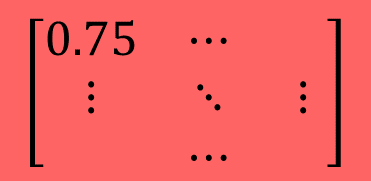 0.75 ⋯
⋮ ⋱ ⋮
⋯